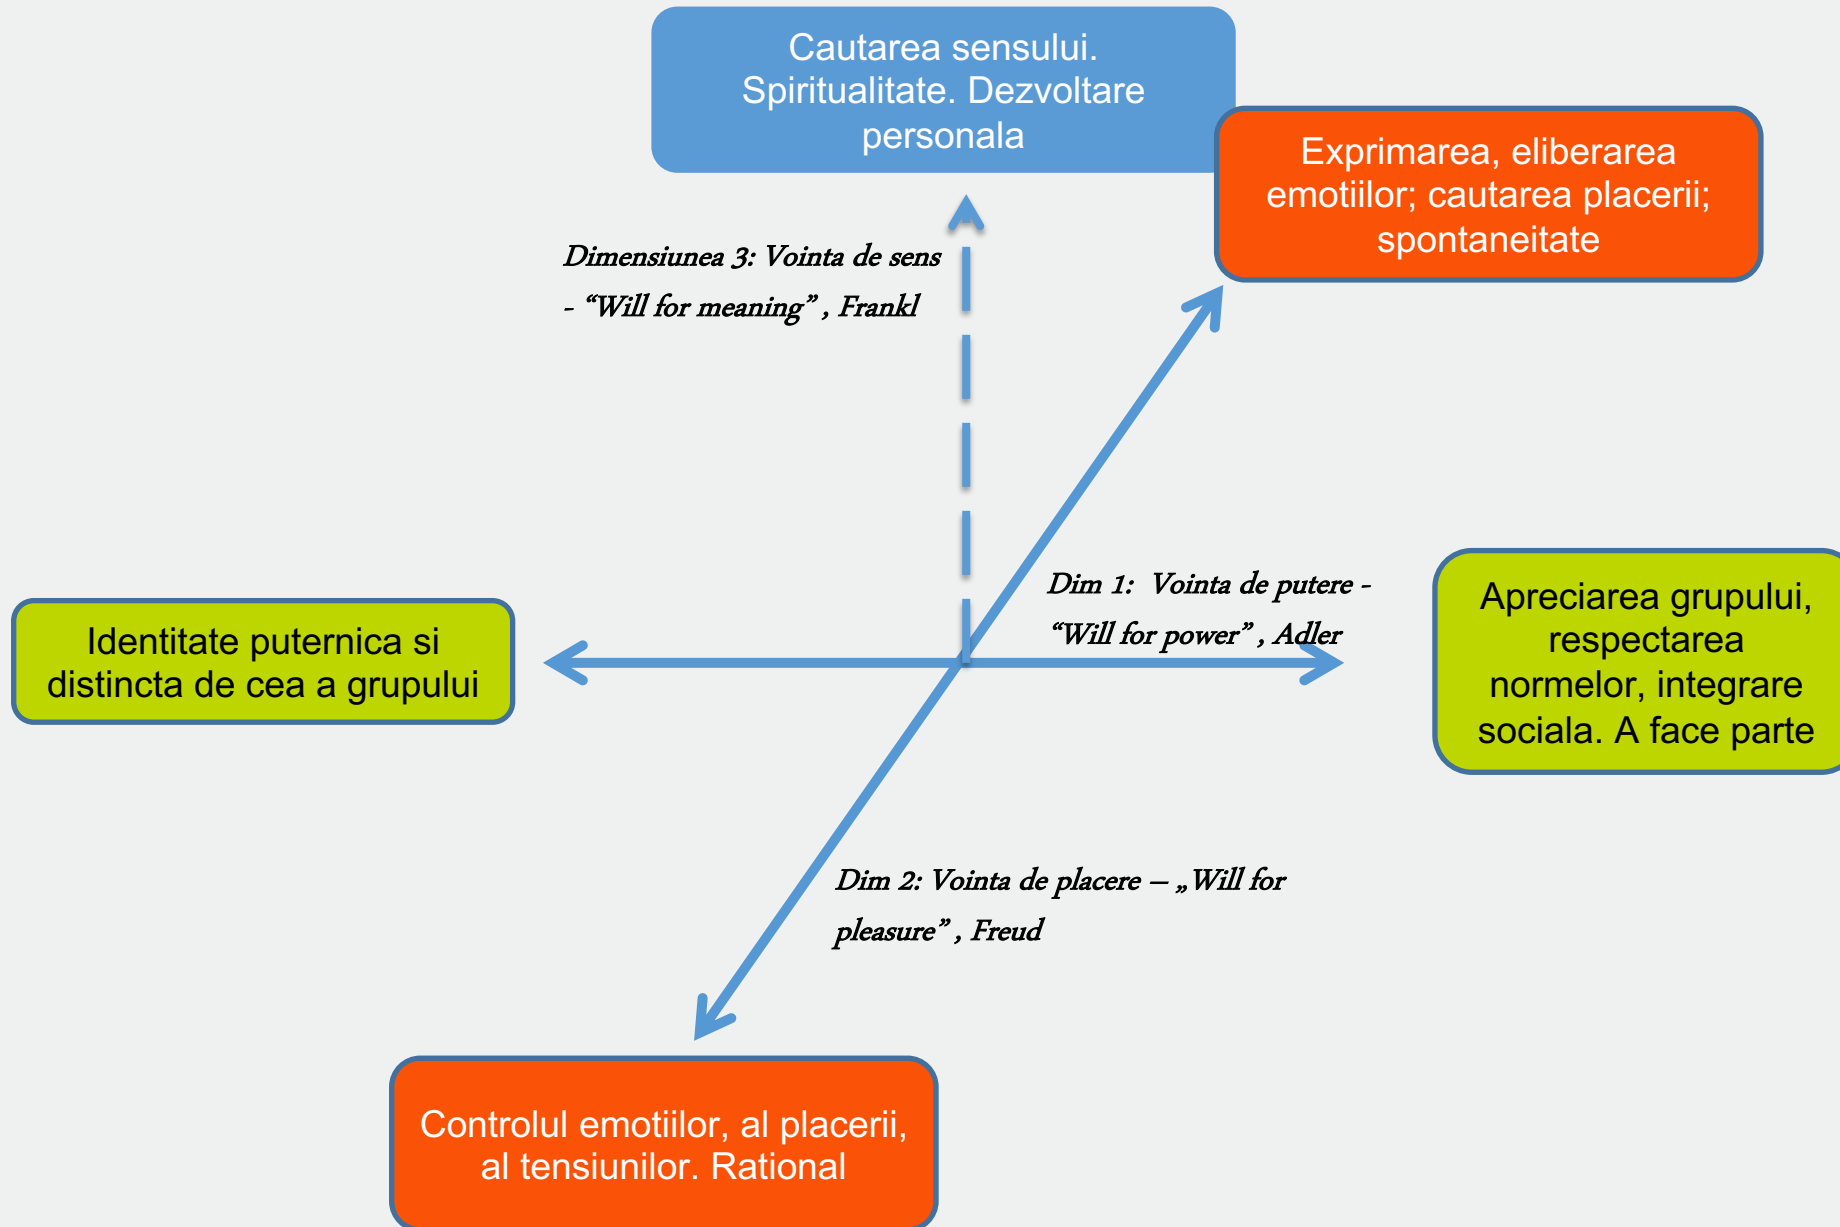 Cautarea sensului.
Spiritualitate. Dezvoltare
personala
Exprimarea, eliberarea
emotiilor; cautarea placerii;
spontaneitate
Dimensiunea 3: Vointa de sens
- “Will for meaning” , Frankl
Dim 1:  Vointa de putere -
“Will for power” , Adler
Identitate puternica si
distincta de cea a grupului
Apreciarea grupului,
respectarea
normelor, integrare
sociala. A face parte
Dim 2: Vointa de placere – „Will for
pleasure” , Freud
Controlul emotiilor, al placerii,
al tensiunilor. Rational